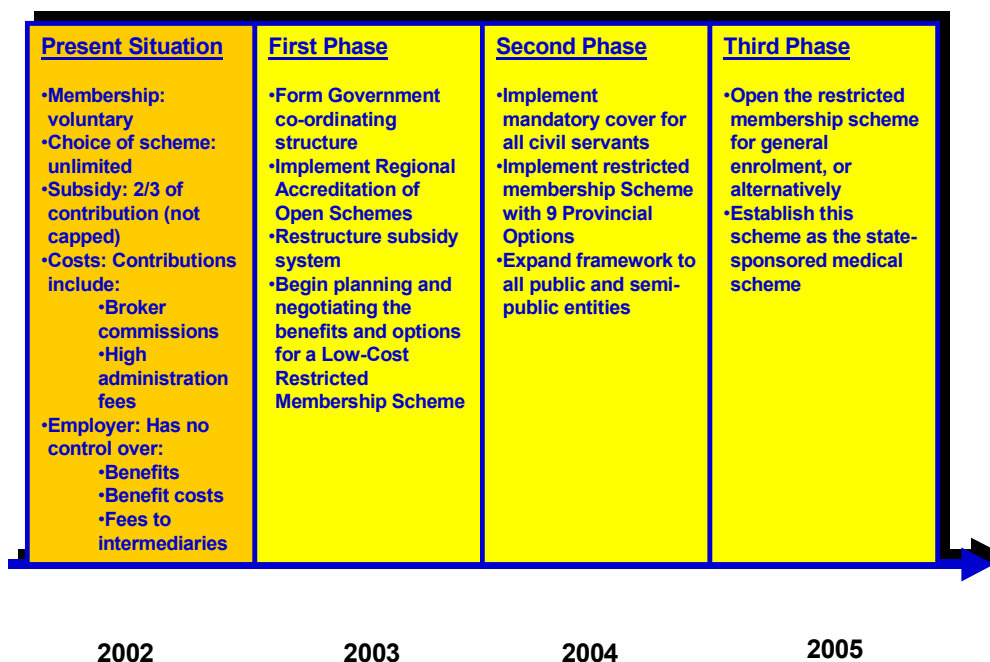 Present Situation
•Membership:
voluntary
•Choice of scheme:
unlimited
•Subsidy: 2/3 of
contribution (not
capped)
•Costs: Contributions
include:
•Broker
commissions
•High
administration
fees
•Employer: Has no
control over:
•Benefits
•Benefit costs
•Fees to
intermediaries
First Phase
•Form Government
co-ordinating
structure
•Implement Regional
Accreditation of
Open Schemes
•Restructure subsidy
system
•Begin planning and
negotiating the
benefits and options
for a Low-Cost
Restricted
Membership Scheme
Second Phase
•Implement
mandatory cover for
all civil servants
•Implement restricted
membership Scheme
with 9 Provincial
Options
•Expand framework to
all public and semi-
public entities
Third Phase
•Open the restricted
membership scheme
for general
enrolment, or
alternatively
•Establish this
scheme as the state-
sponsored medical
scheme
2002
2003
2004
2005